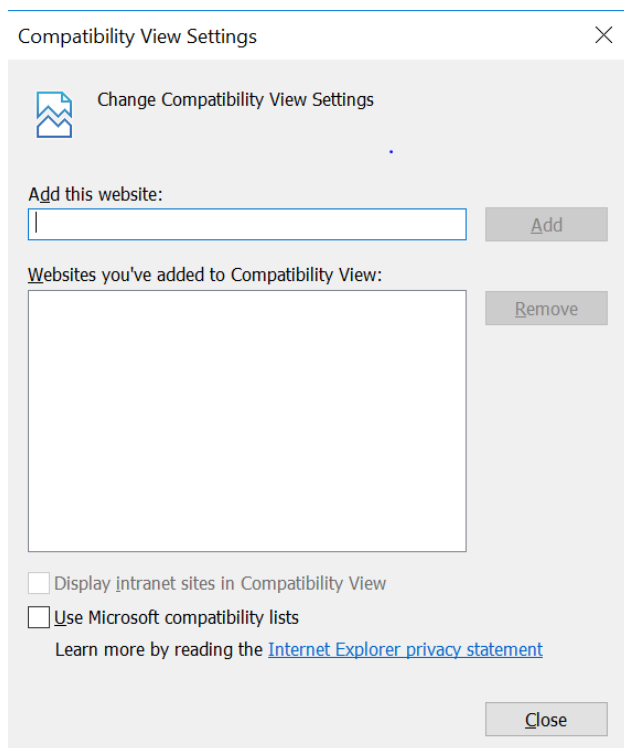 Compatibility View Settings
Change Compatibility View Settings
Add this website:
Add
Websites you've added to Compatibility View:
Remove
Display intranet sites in Compatibility View
Use Microsoft compatibility lists
Learn more by reading the Internet Explorer privacy statement
Close